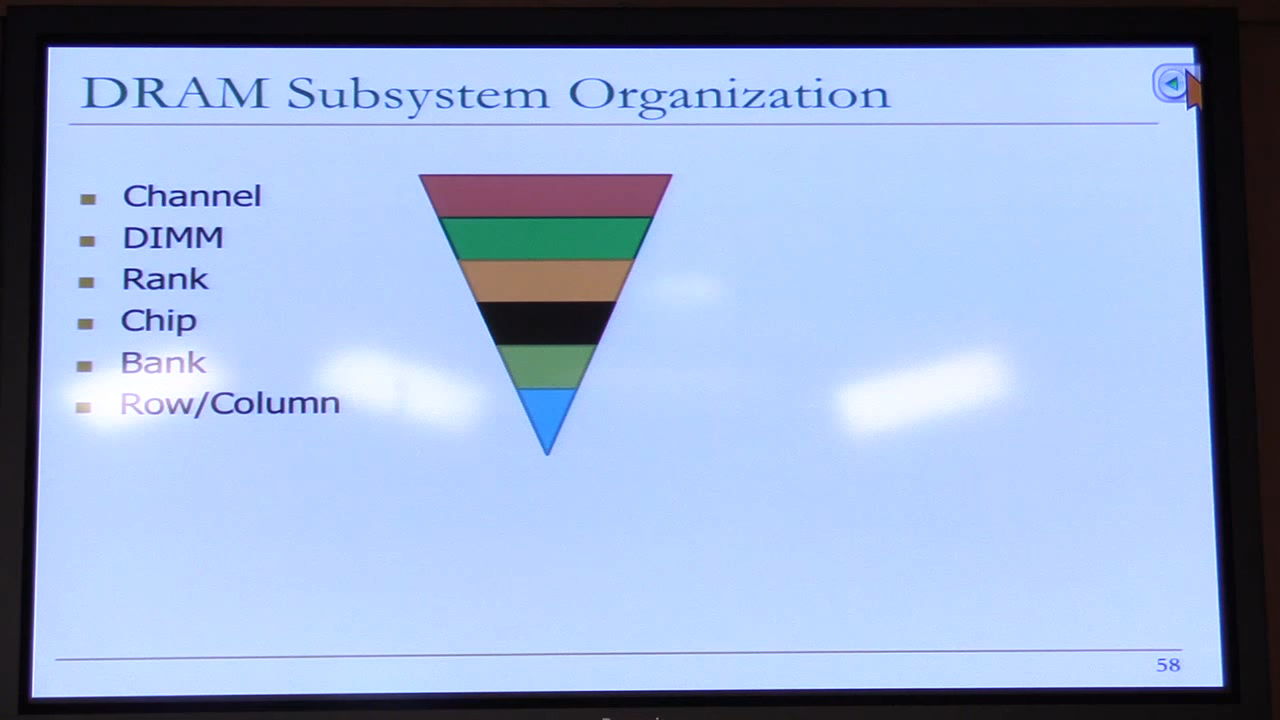 DRAM Subsystem Organization
Channel
DIMM
Rank
Chip
Bank
Row/Column
58